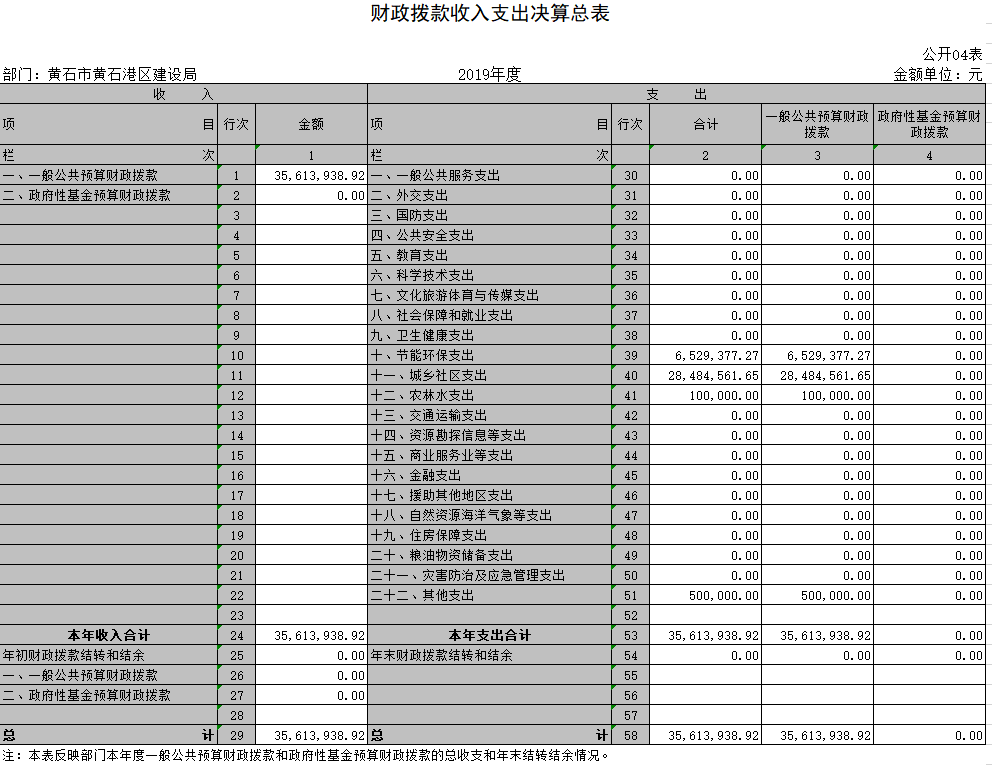 财政拨款收入支出决算总表
公开04表
部门：黄石市黄石港区建设局 2019年度 金额单位：元
收 入 支 出
项 目 行次 金额 项 目 行次 合计 一般公共预算财政拨款 政府性基金预算财政拨款
栏 次 1 栏 次 2 3 4
一、一般公共预算财政拨款 1 35,613,938.92 一、一般公共服务支出 30 0.00 0.00 0.00
二、政府性基金预算财政拨款 2 0.00 二、外交支出 31 0.00 0.00 0.00
3 三、国防支出 32 0.00 0.00 0.00
4 四、公共安全支出 33 0.00 0.00 0.00
5 五、教育支出 34 0.00 0.00 0.00
6 六、科学技术支出 35 0.00 0.00 0.00
7 七、文化旅游体育与传媒支出 36 0.00 0.00 0.00
8 八、社会保障和就业支出 37 0.00 0.00 0.00
9 九、卫生健康支出 38 0.00 0.00 0.00
10 十、节能环保支出 39 6,529,377.27 6,529,377.27 0.00
11 十一、城乡社区支出 40 28,484,561.65 28,484,561.65 0.00
12 十二、农林水支出 41 100,000.00 100,000.00 0.00
13 十三、交通运输支出 42 0.00 0.00 0.00
14 十四、资源勘探信息等支出 43 0.00 0.00 0.00
15 十五、商业服务业等支出 44 0.00 0.00 0.00
16 十六、金融支出 45 0.00 0.00 0.00
17 十七、援助其他地区支出 46 0.00 0.00 0.00
18 十八、自然资源海洋气象等支出 47 0.00 0.00 0.00
19 十九、住房保障支出 48 0.00 0.00 0.00
20 二十、粮油物资储备支出 49 0.00 0.00 0.00
21 二十一、灾害防治及应急管理支出 50 0.00 0.00 0.00
22 二十二、其他支出 51 500,000.00 500,000.00 0.00
23 52
本年收入合计 24 35,613,938.92 本年支出合计 53 35,613,938.92 35,613,938.92 0.00
年初财政拨款结转和结余 25 0.00 年末财政拨款结转和结余 54 0.00 0.00 0.00
一、一般公共预算财政拨款 26 0.00 55
二、政府性基金预算财政拨款 27 0.00 56
28 57
总 计 29 35,613,938.92 总 计 58 35,613,938.92 35,613,938.92 0.00
注：本表反映部门本年度一般公共预算财政拨款和政府性基金预算财政拨款的总收支和年末结转结余情况。